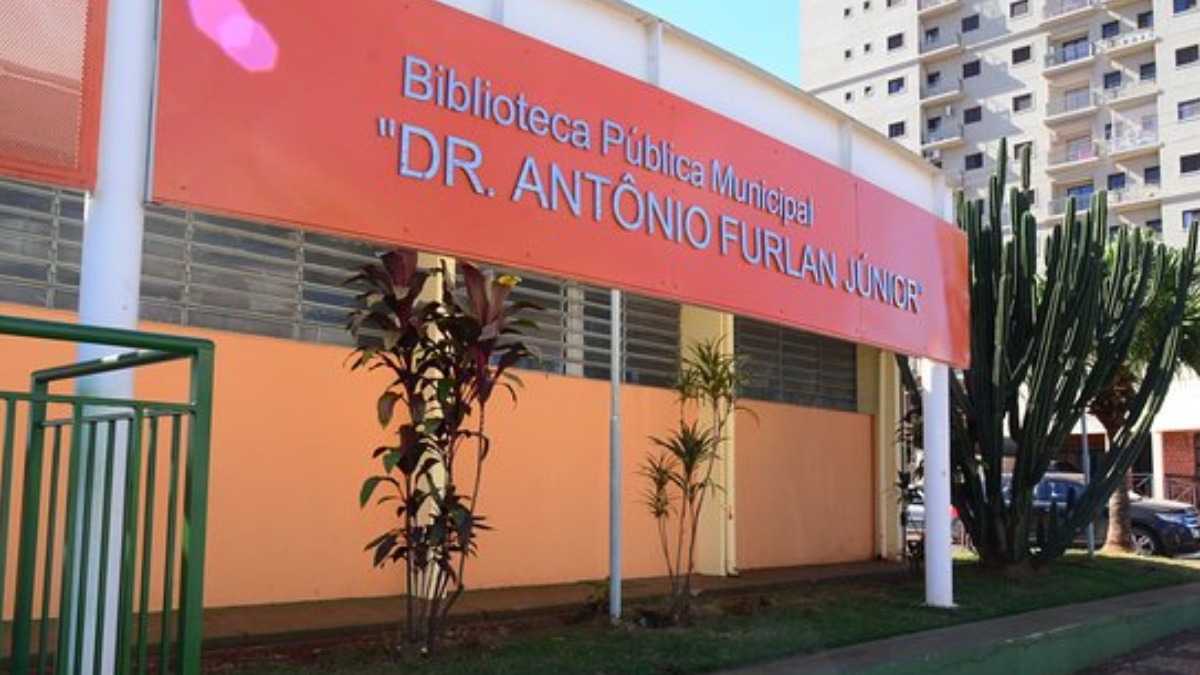 Biblioteca Pública Municipal
"DR. ANTÔNIO FURLAN JÚNIOR"